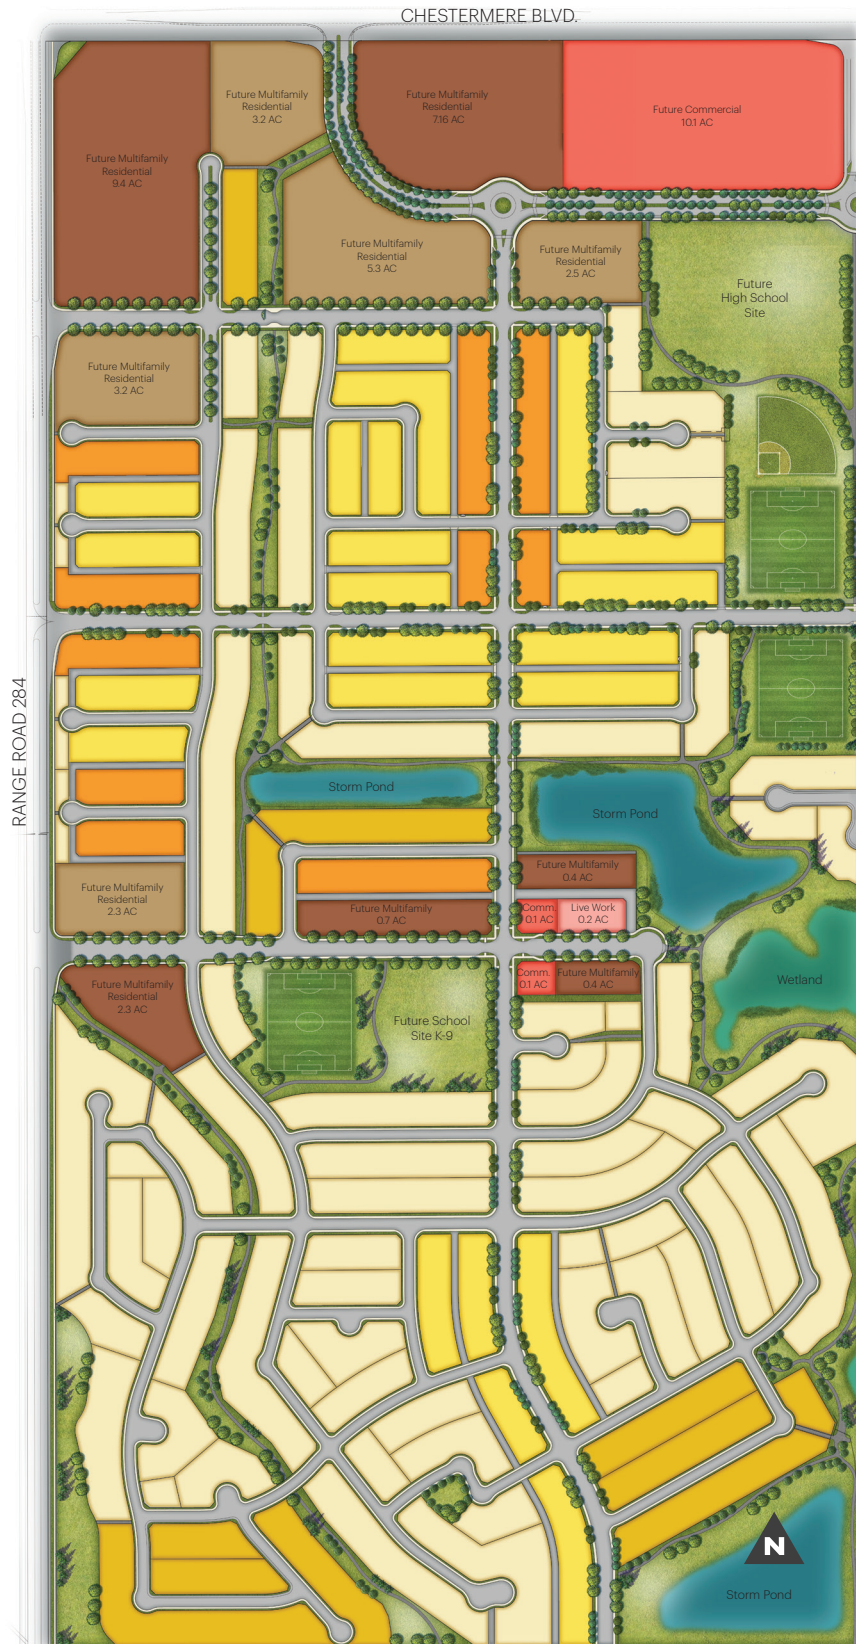 CHESTERMERE BLVD.
Future Multifamily
Residential
3.2 AC
Future Multifamily
Residential
7.16 AC
Future Commercial
10.1 AC
Future Multifamily
Residential
9.4 AC
Future Multifamily
Residential
5.3 AC
Future Multifamily
Residential
2.5 AC
Future
High School
Site
Future Multifamily
Residential
3.2 AC
RANGE ROAD 284
Storm Pond
Storm Pond
Future Multifamily
0.4 AC
Future Multifamily
Residential
2.3 AC
Future Multifamily
0.7 AC
Comm.
0.1 AC
Live Work
0.2 AC
Future Multifamily
Residential
2.3 AC
Comm.
0.1 AC
Future Multifamily
0.4 AC
Wetland
Future School
Site K-9
N
Storm Pond